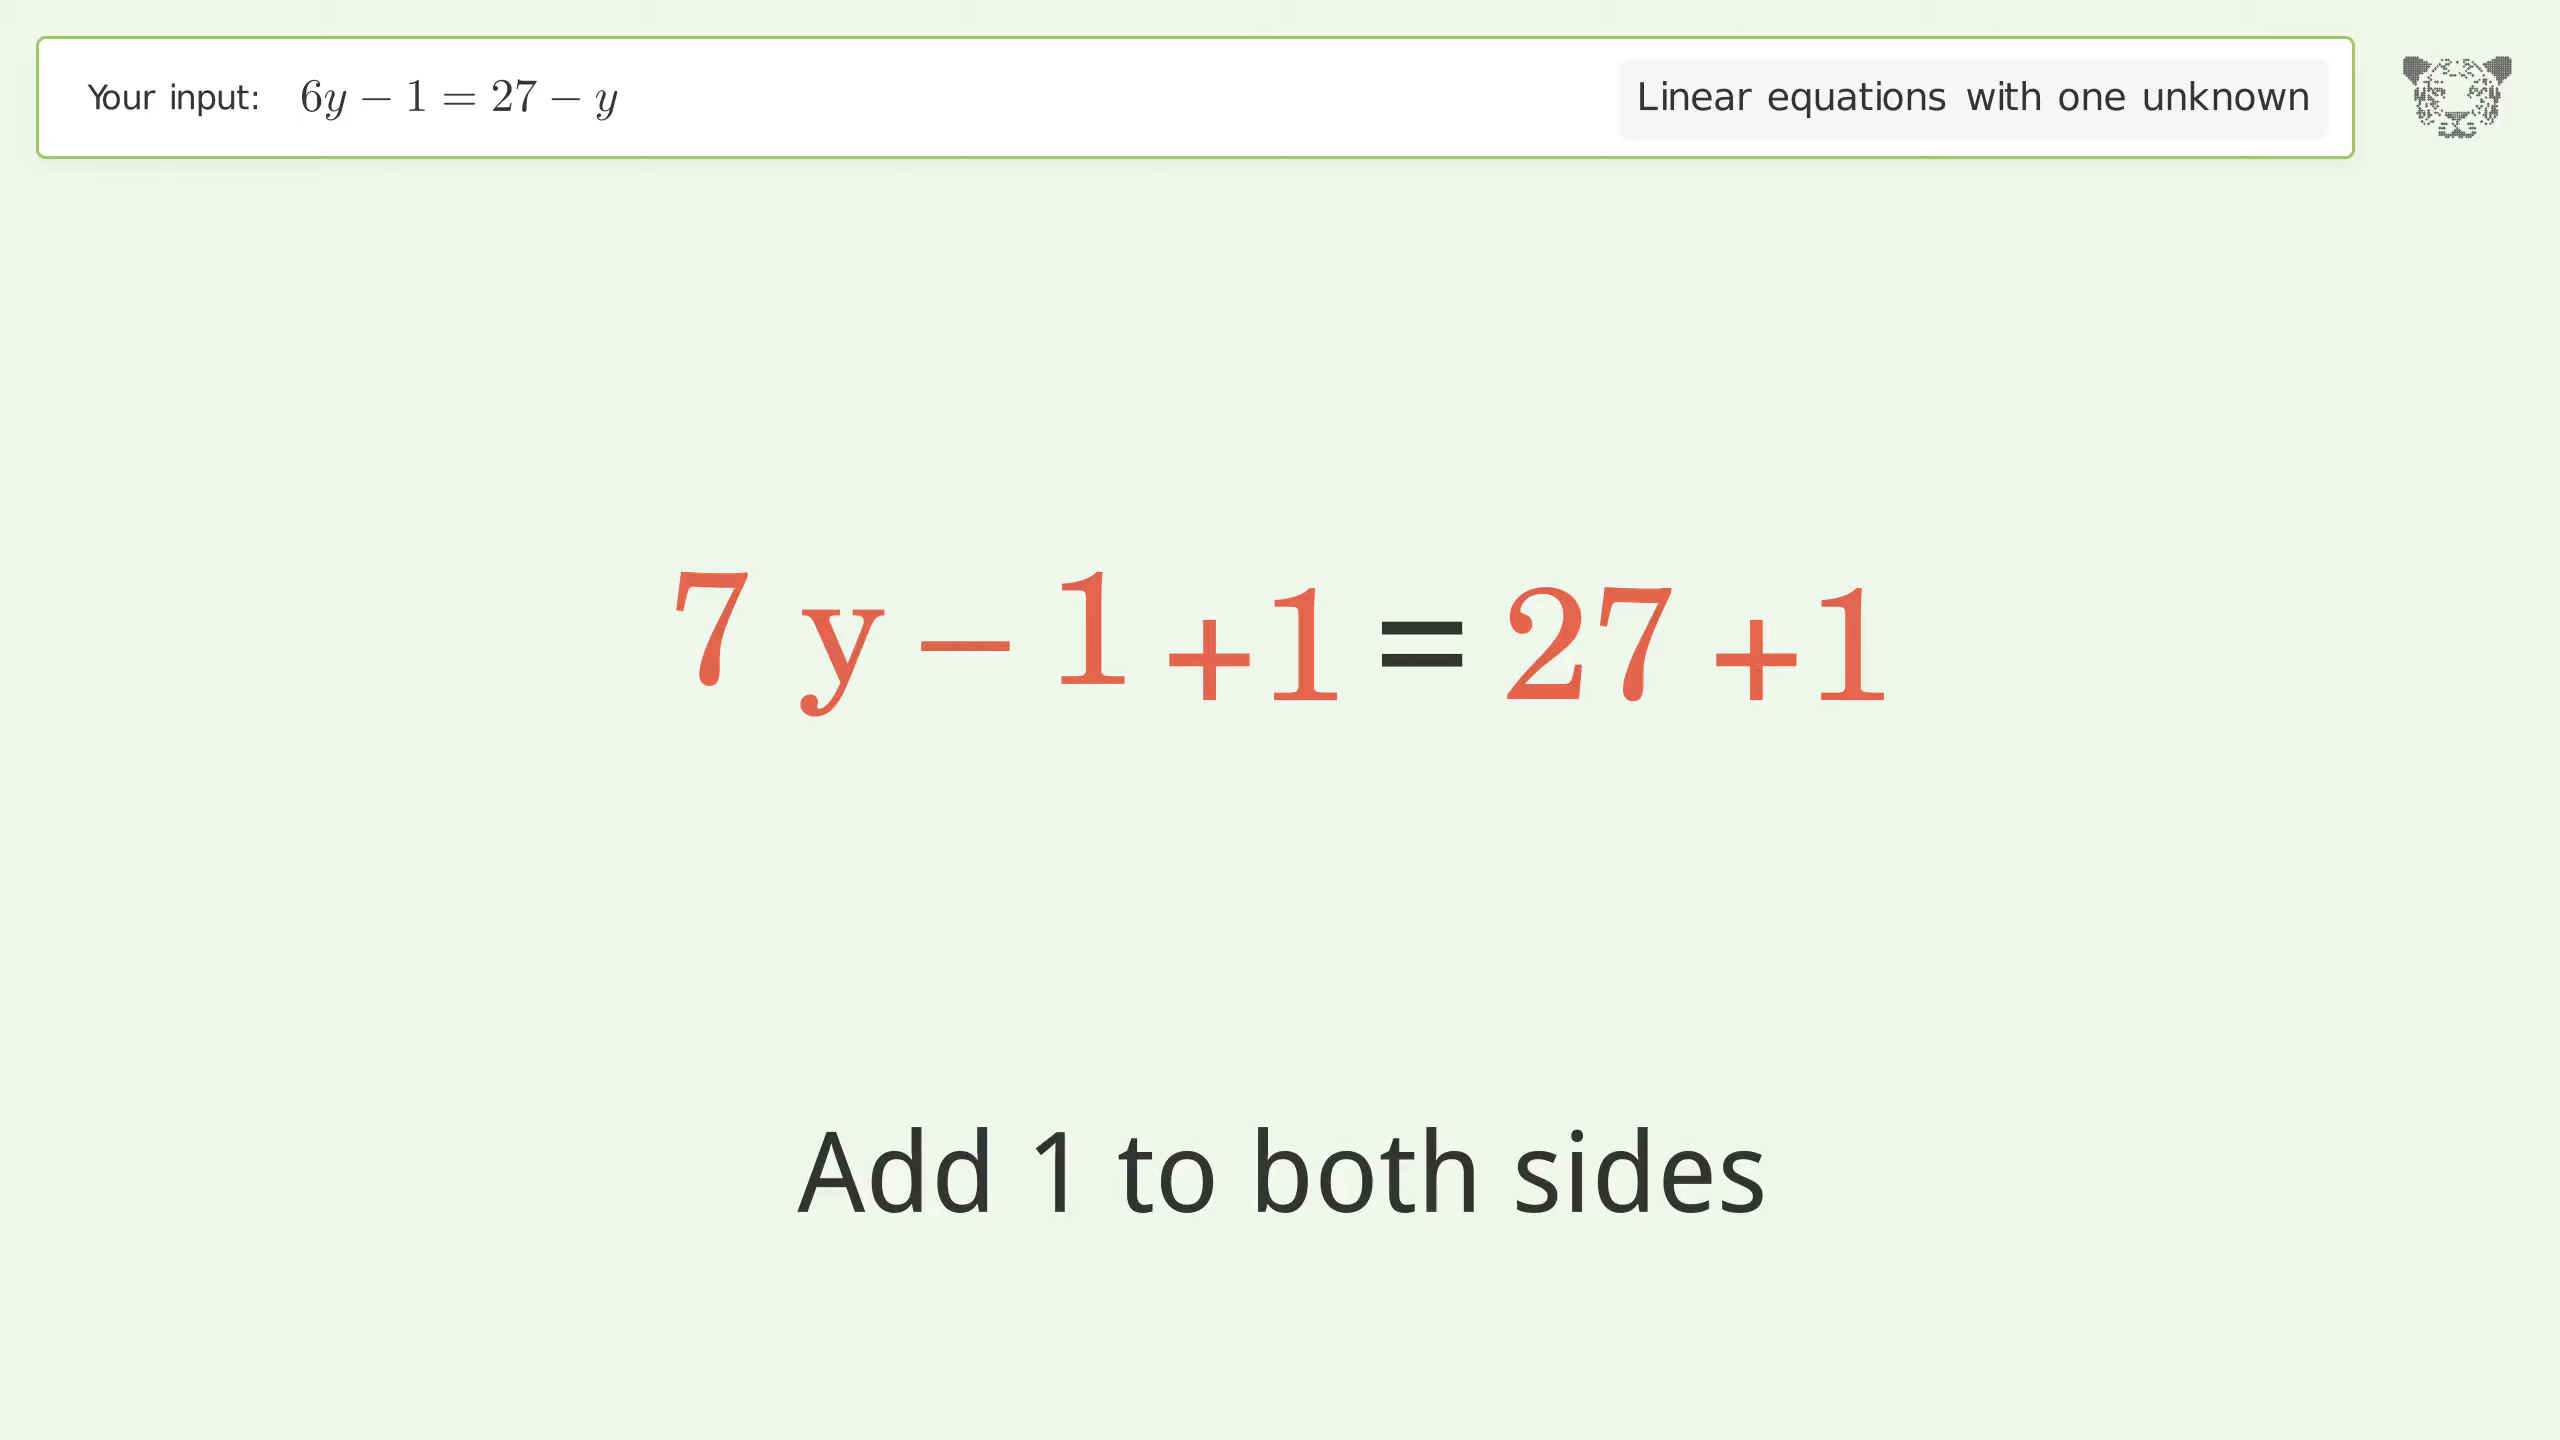 Your input: 6y − 1 = 27 − y
Linear equations with one unknown
7 y − 1 +1 = 27 +1
Add 1 to both sides